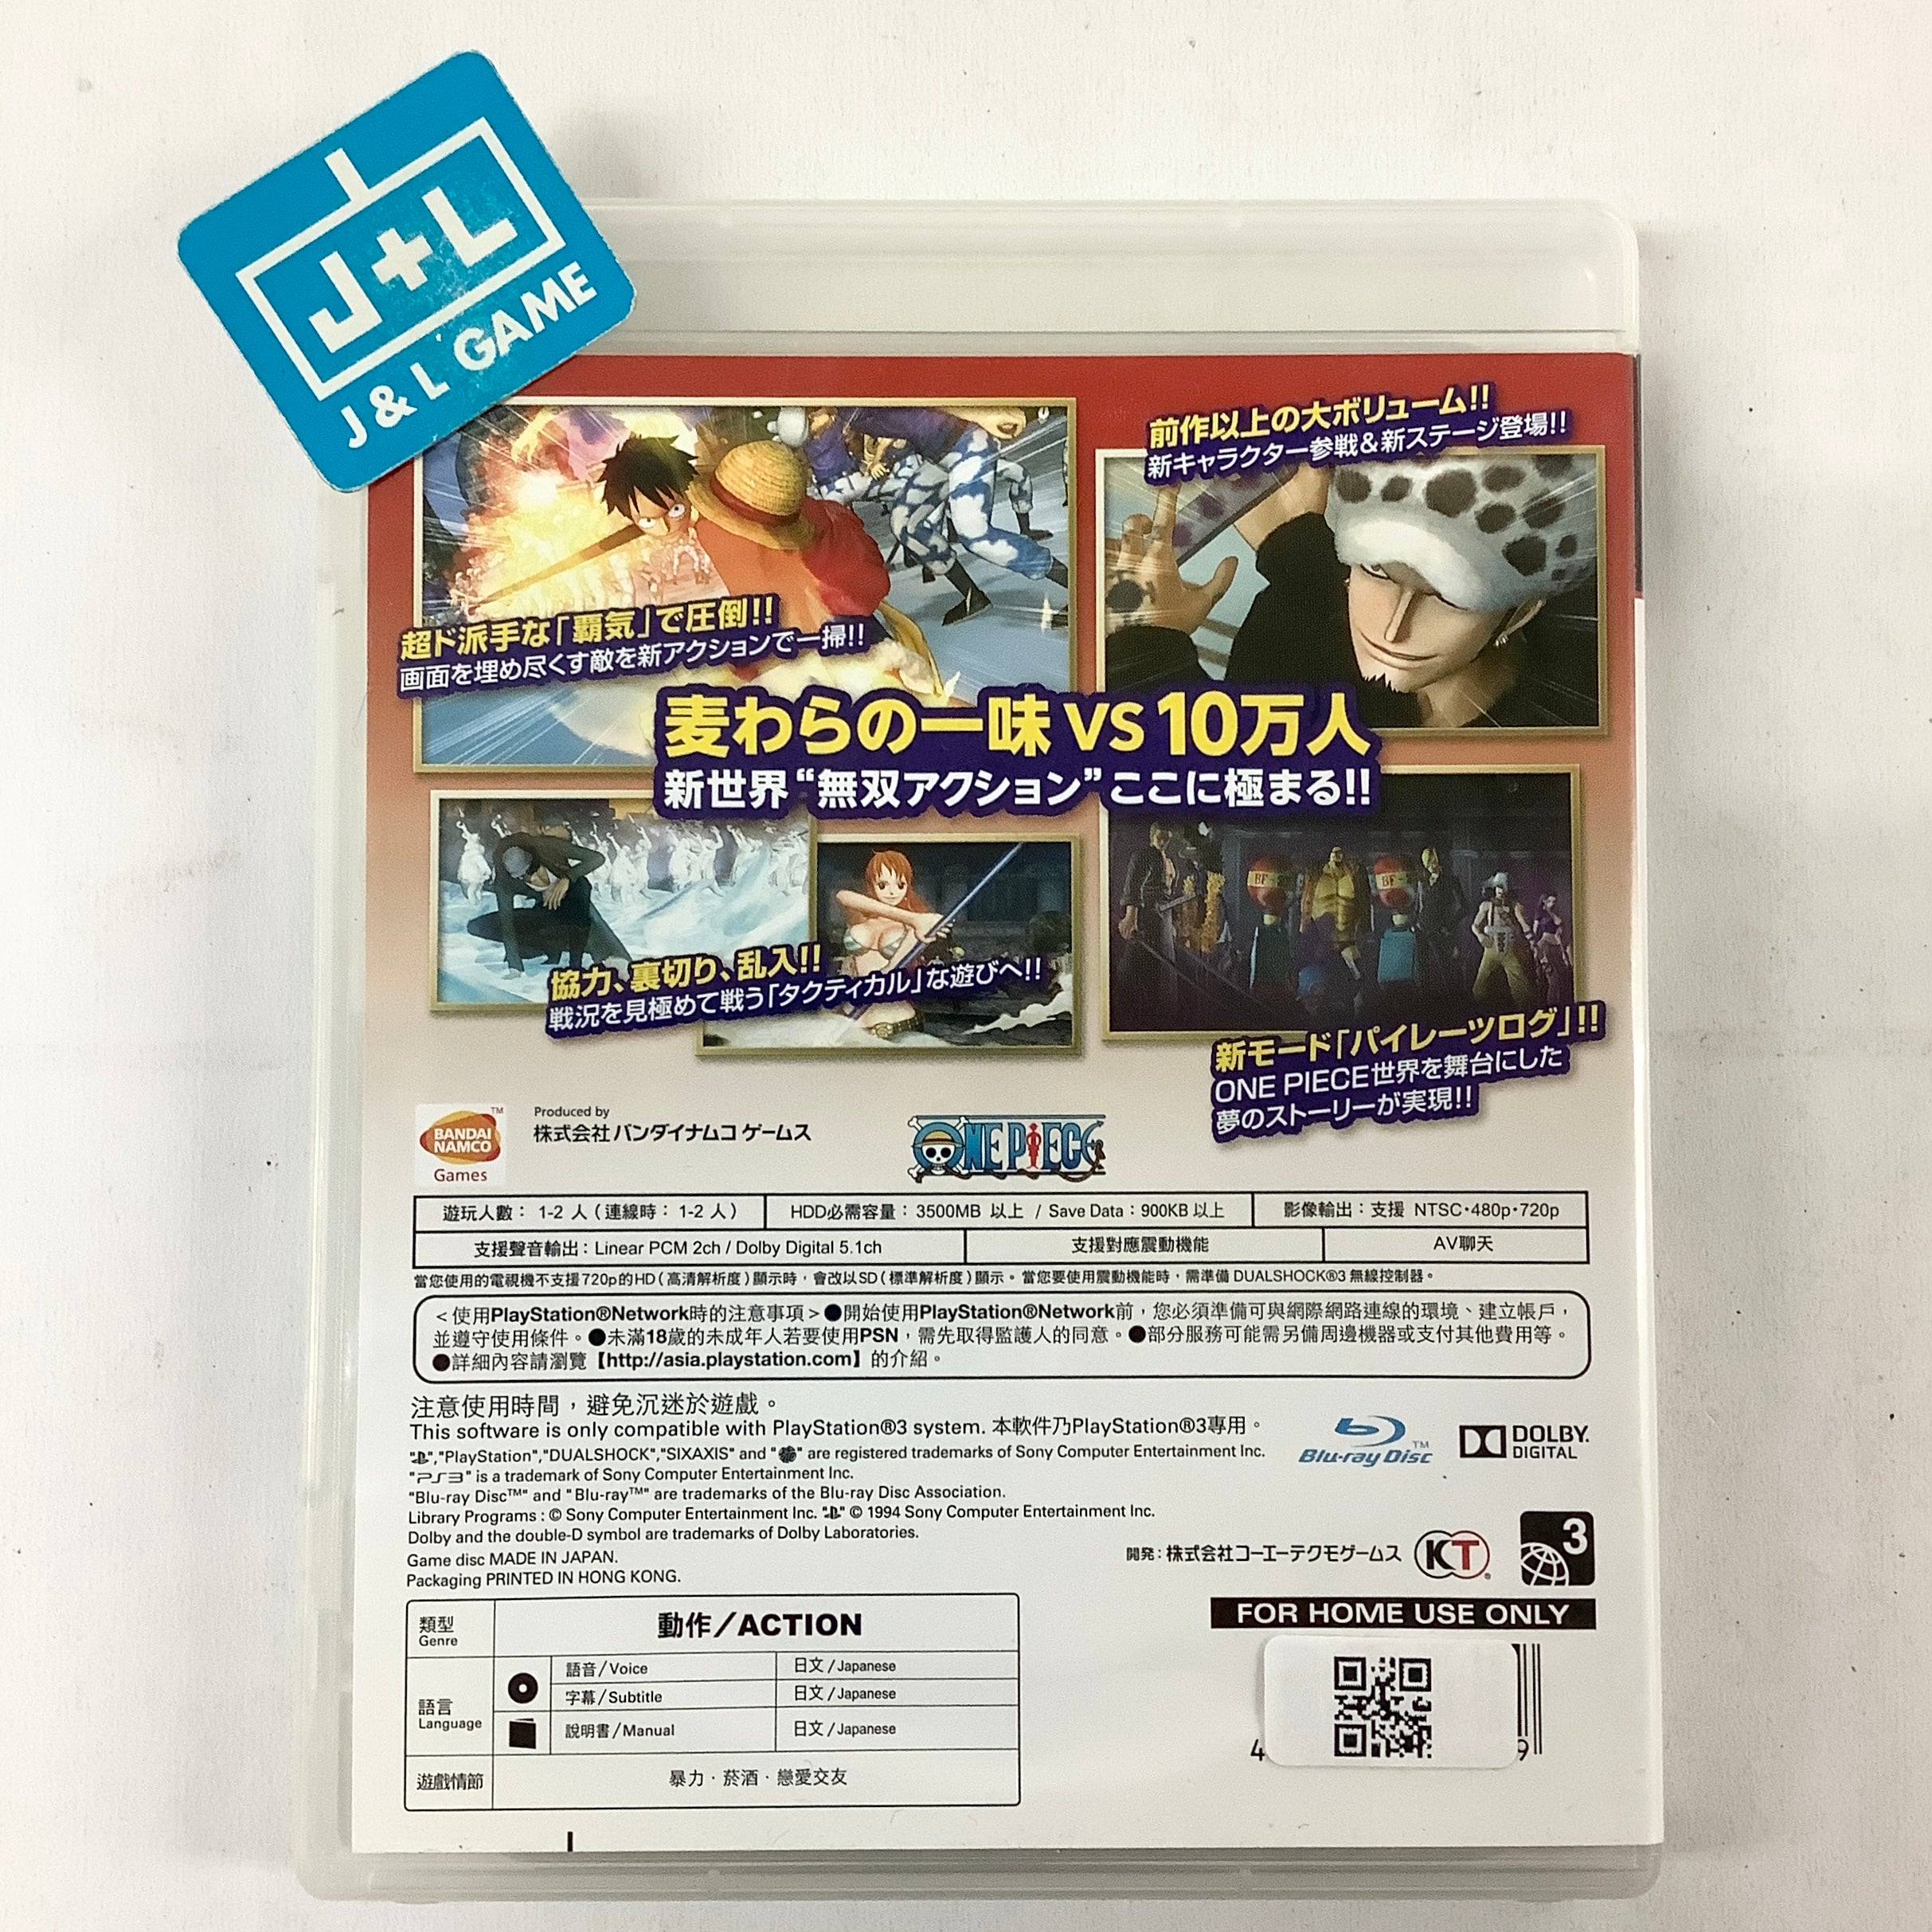 J+L
J & L GAME
前作以上の大ボリューム!!
新キャラクター参戦&新ステージ登場!!
超ド派手な「覇気」で圧倒!!
画面を埋め尽くす敵を新アクションで一掃!!
麦わらの一味 VS 10万人
新世界“無双アクション”ここに極まる!!
BF-
BF-
協力、裏切り、乱入!!
戦況を見極めて戦う「タクティカル」な遊びへ!!
新モード「パイレーツログ」!!
ONE PIECE世界を舞台にした
夢のストーリーが実現!!
BANDAI NAMCO Games
Produced by
株式会社バンダイナムコ ゲームス
ONE PIECE
遊玩人數： 1-2 人（連線時： 1-2 人） HDD必需容量：3500MB 以上 / Save Data：900KB 以上 影像輸出：支援 NTSC・480p・720p
支援聲音輸出：Linear PCM 2ch / Dolby Digital 5.1ch 支援對應震動機能 AV聊天
當您使用的電視機不支援720p的HD（高清解析度）顯示時，會改以SD（標準解析度）顯示。當您要使用震動機能時，需準備 DUALSHOCK®3 無線控制器。
＜使用PlayStation®Network時的注意事項＞●開始使用PlayStation®Network前，您必須準備可與網際網路連線的環境、建立帳戶，
並遵守使用條件。●未滿18歲的未成年人若要使用PSN，需先取得監護人的同意。●部分服務可能需另備周邊機器或支付其他費用等。
●詳細內容請瀏覽【http://asia.playstation.com】的介紹。
注意使用時間，避免沉迷於遊戲。
This software is only compatible with PlayStation®3 system. 本軟件乃PlayStation®3專用。
"PS","PlayStation","DUALSHOCK","SIXAXIS" and " " are registered trademarks of Sony Computer Entertainment Inc.
"PS3" is a trademark of Sony Computer Entertainment Inc.
"Blu-ray Disc™" and "Blu-ray™" are trademarks of the Blu-ray Disc Association.
Library Programs : © Sony Computer Entertainment Inc. "PS" © 1994 Sony Computer Entertainment Inc.
Dolby and the double-D symbol are trademarks of Dolby Laboratories.
Game disc MADE IN JAPAN.
Packaging PRINTED IN HONG KONG.
Blu-ray Disc™
DOLBY.
DIGITAL
開発：株式会社コーエーテクモゲームス KT®
3
FOR HOME USE ONLY
類型
Genre
動作／ACTION
語言
Language
語音/Voice 日文/Japanese
字幕/Subtitle 日文/Japanese
說明書/Manual 日文/Japanese
遊戲情節 暴力・菸酒・戀愛交友
4 9